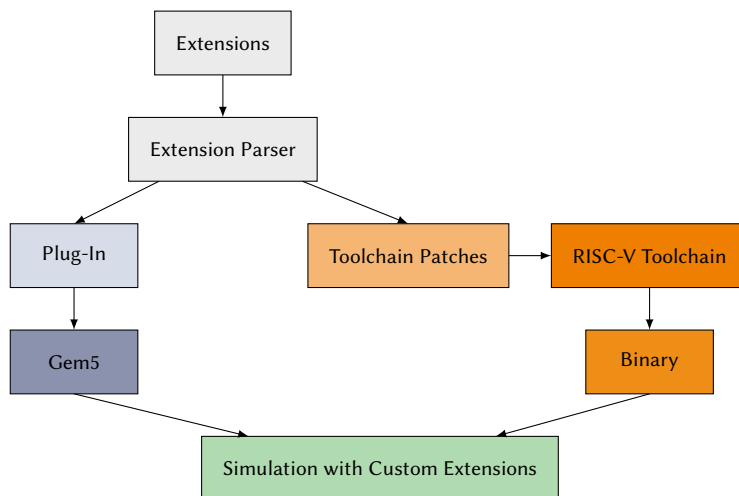 Extensions
Extension Parser
Plug-In
Toolchain Patches
RISC-V Toolchain
Gem5
Binary
Simulation with Custom Extensions